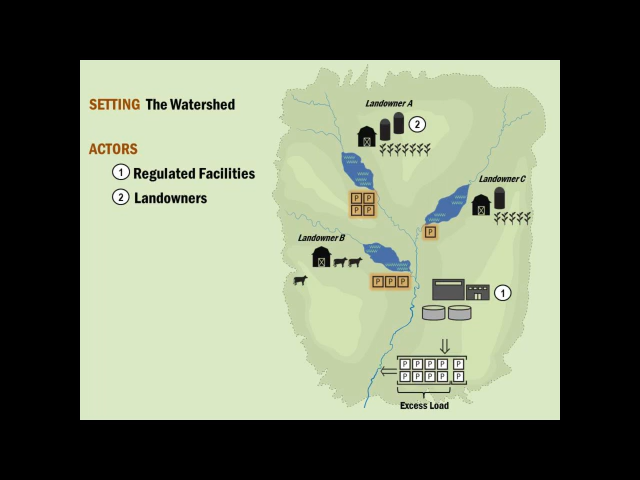 SETTING The Watershed
ACTORS
1 Regulated Facilities
2 Landowners
Landowner A
2
Landowner C
P P
P P
P
Landowner B
P P P
1
P P P P P
P P P P P
Excess Load